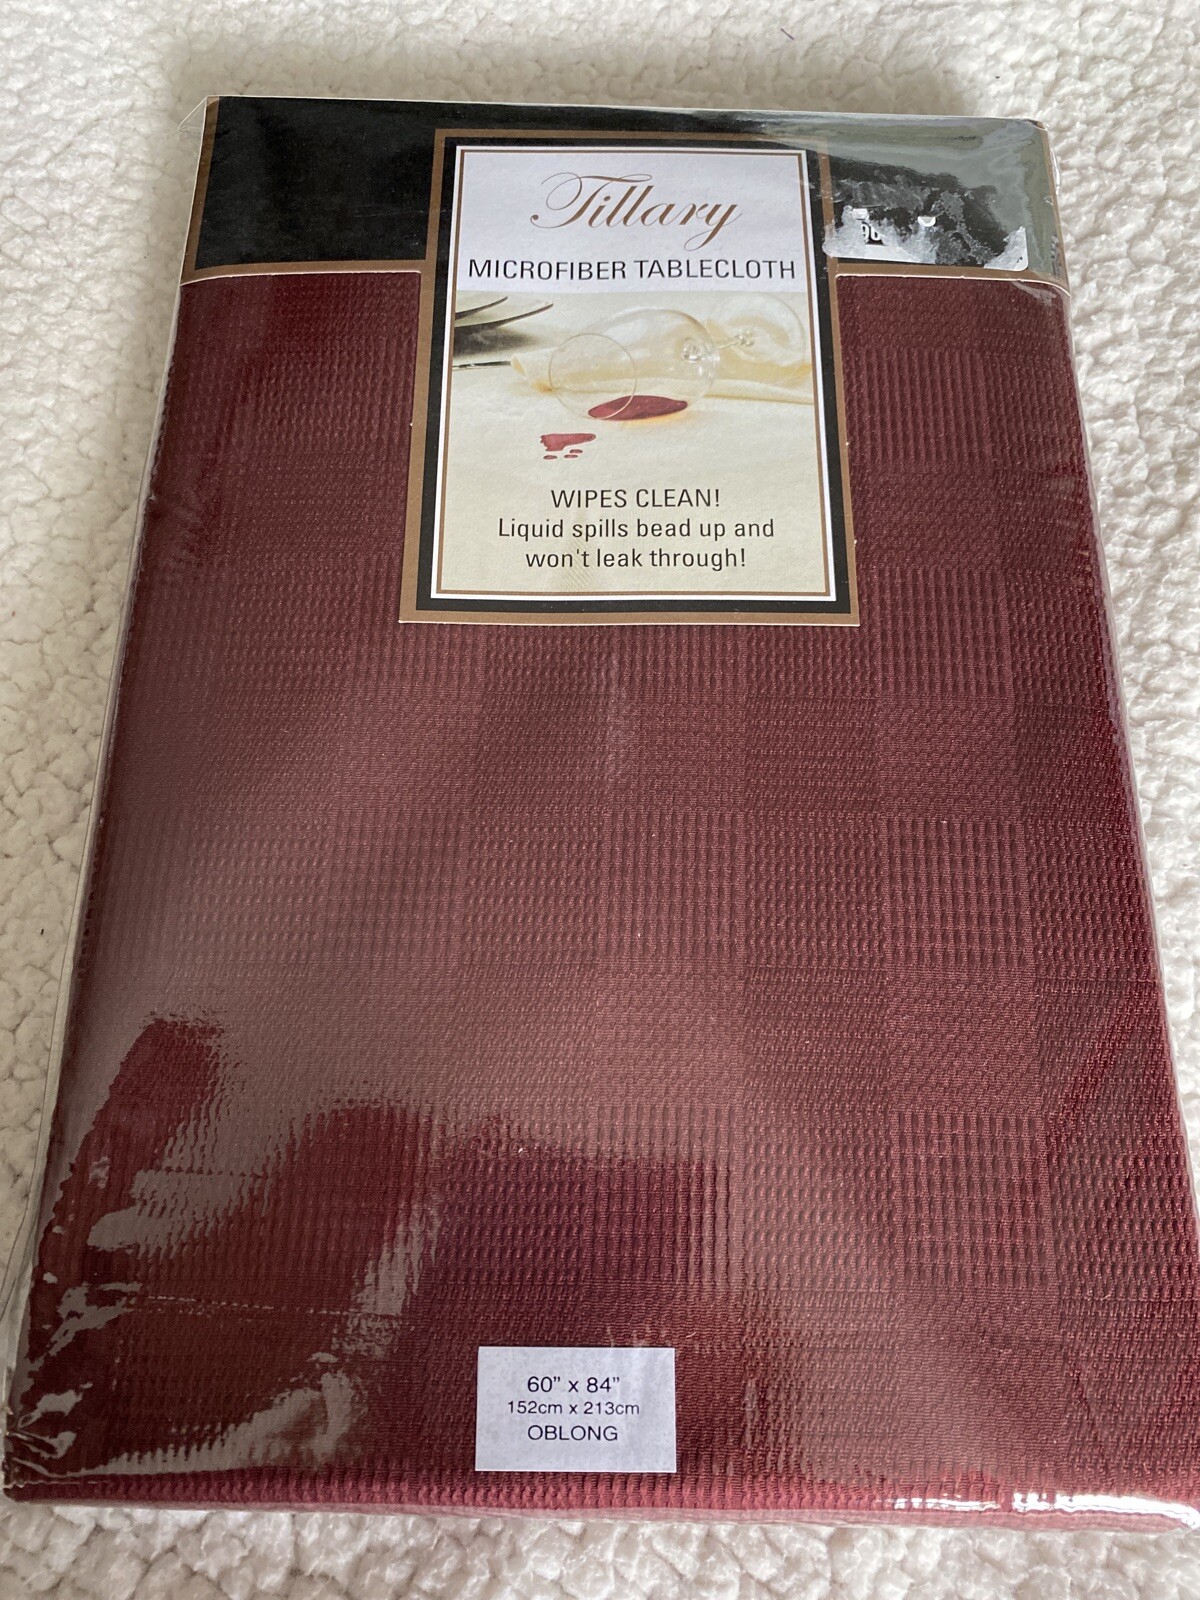 Tillary
MICROFIBER TABLECLOTH
WIPES CLEAN!
Liquid spills bead up and
won't leak through!
60” x 84”
152cm x 213cm
OBLONG